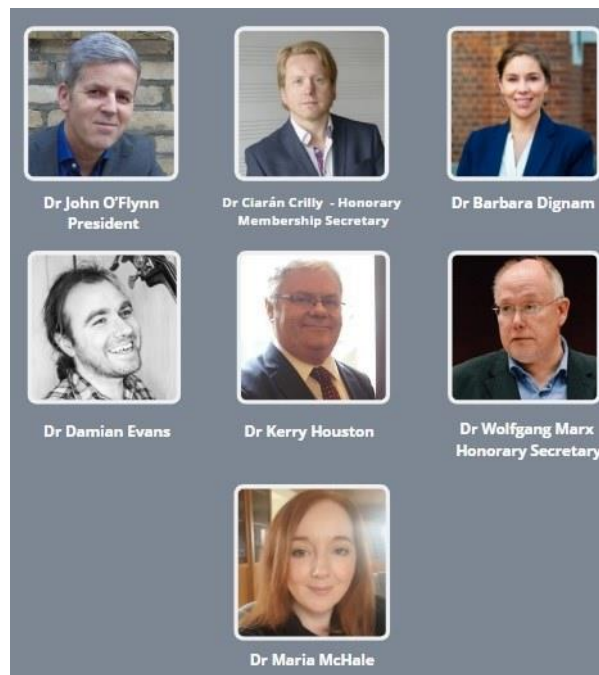 Dr John O'Flynn
President
Dr Ciarán Crilly - Honorary
Membership Secretary
Dr Barbara Dignam
Dr Damian Evans
Dr Kerry Houston
Dr Wolfgang Marx
Honorary Secretary
Dr Maria McHale